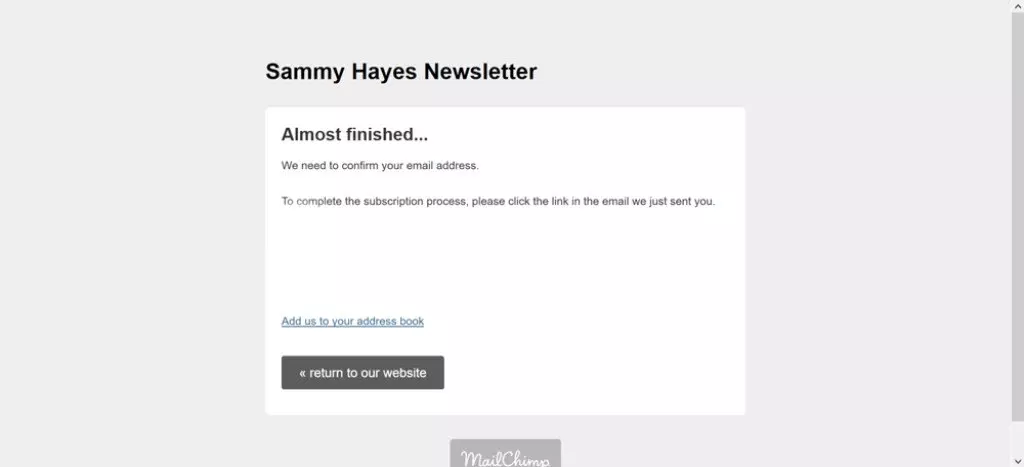 Sammy Hayes Newsletter
Almost finished...
We need to confirm your email address.
To complete the subscription process, please click the link in the email we just sent you.
Add us to your address book
« return to our website
MailChimp